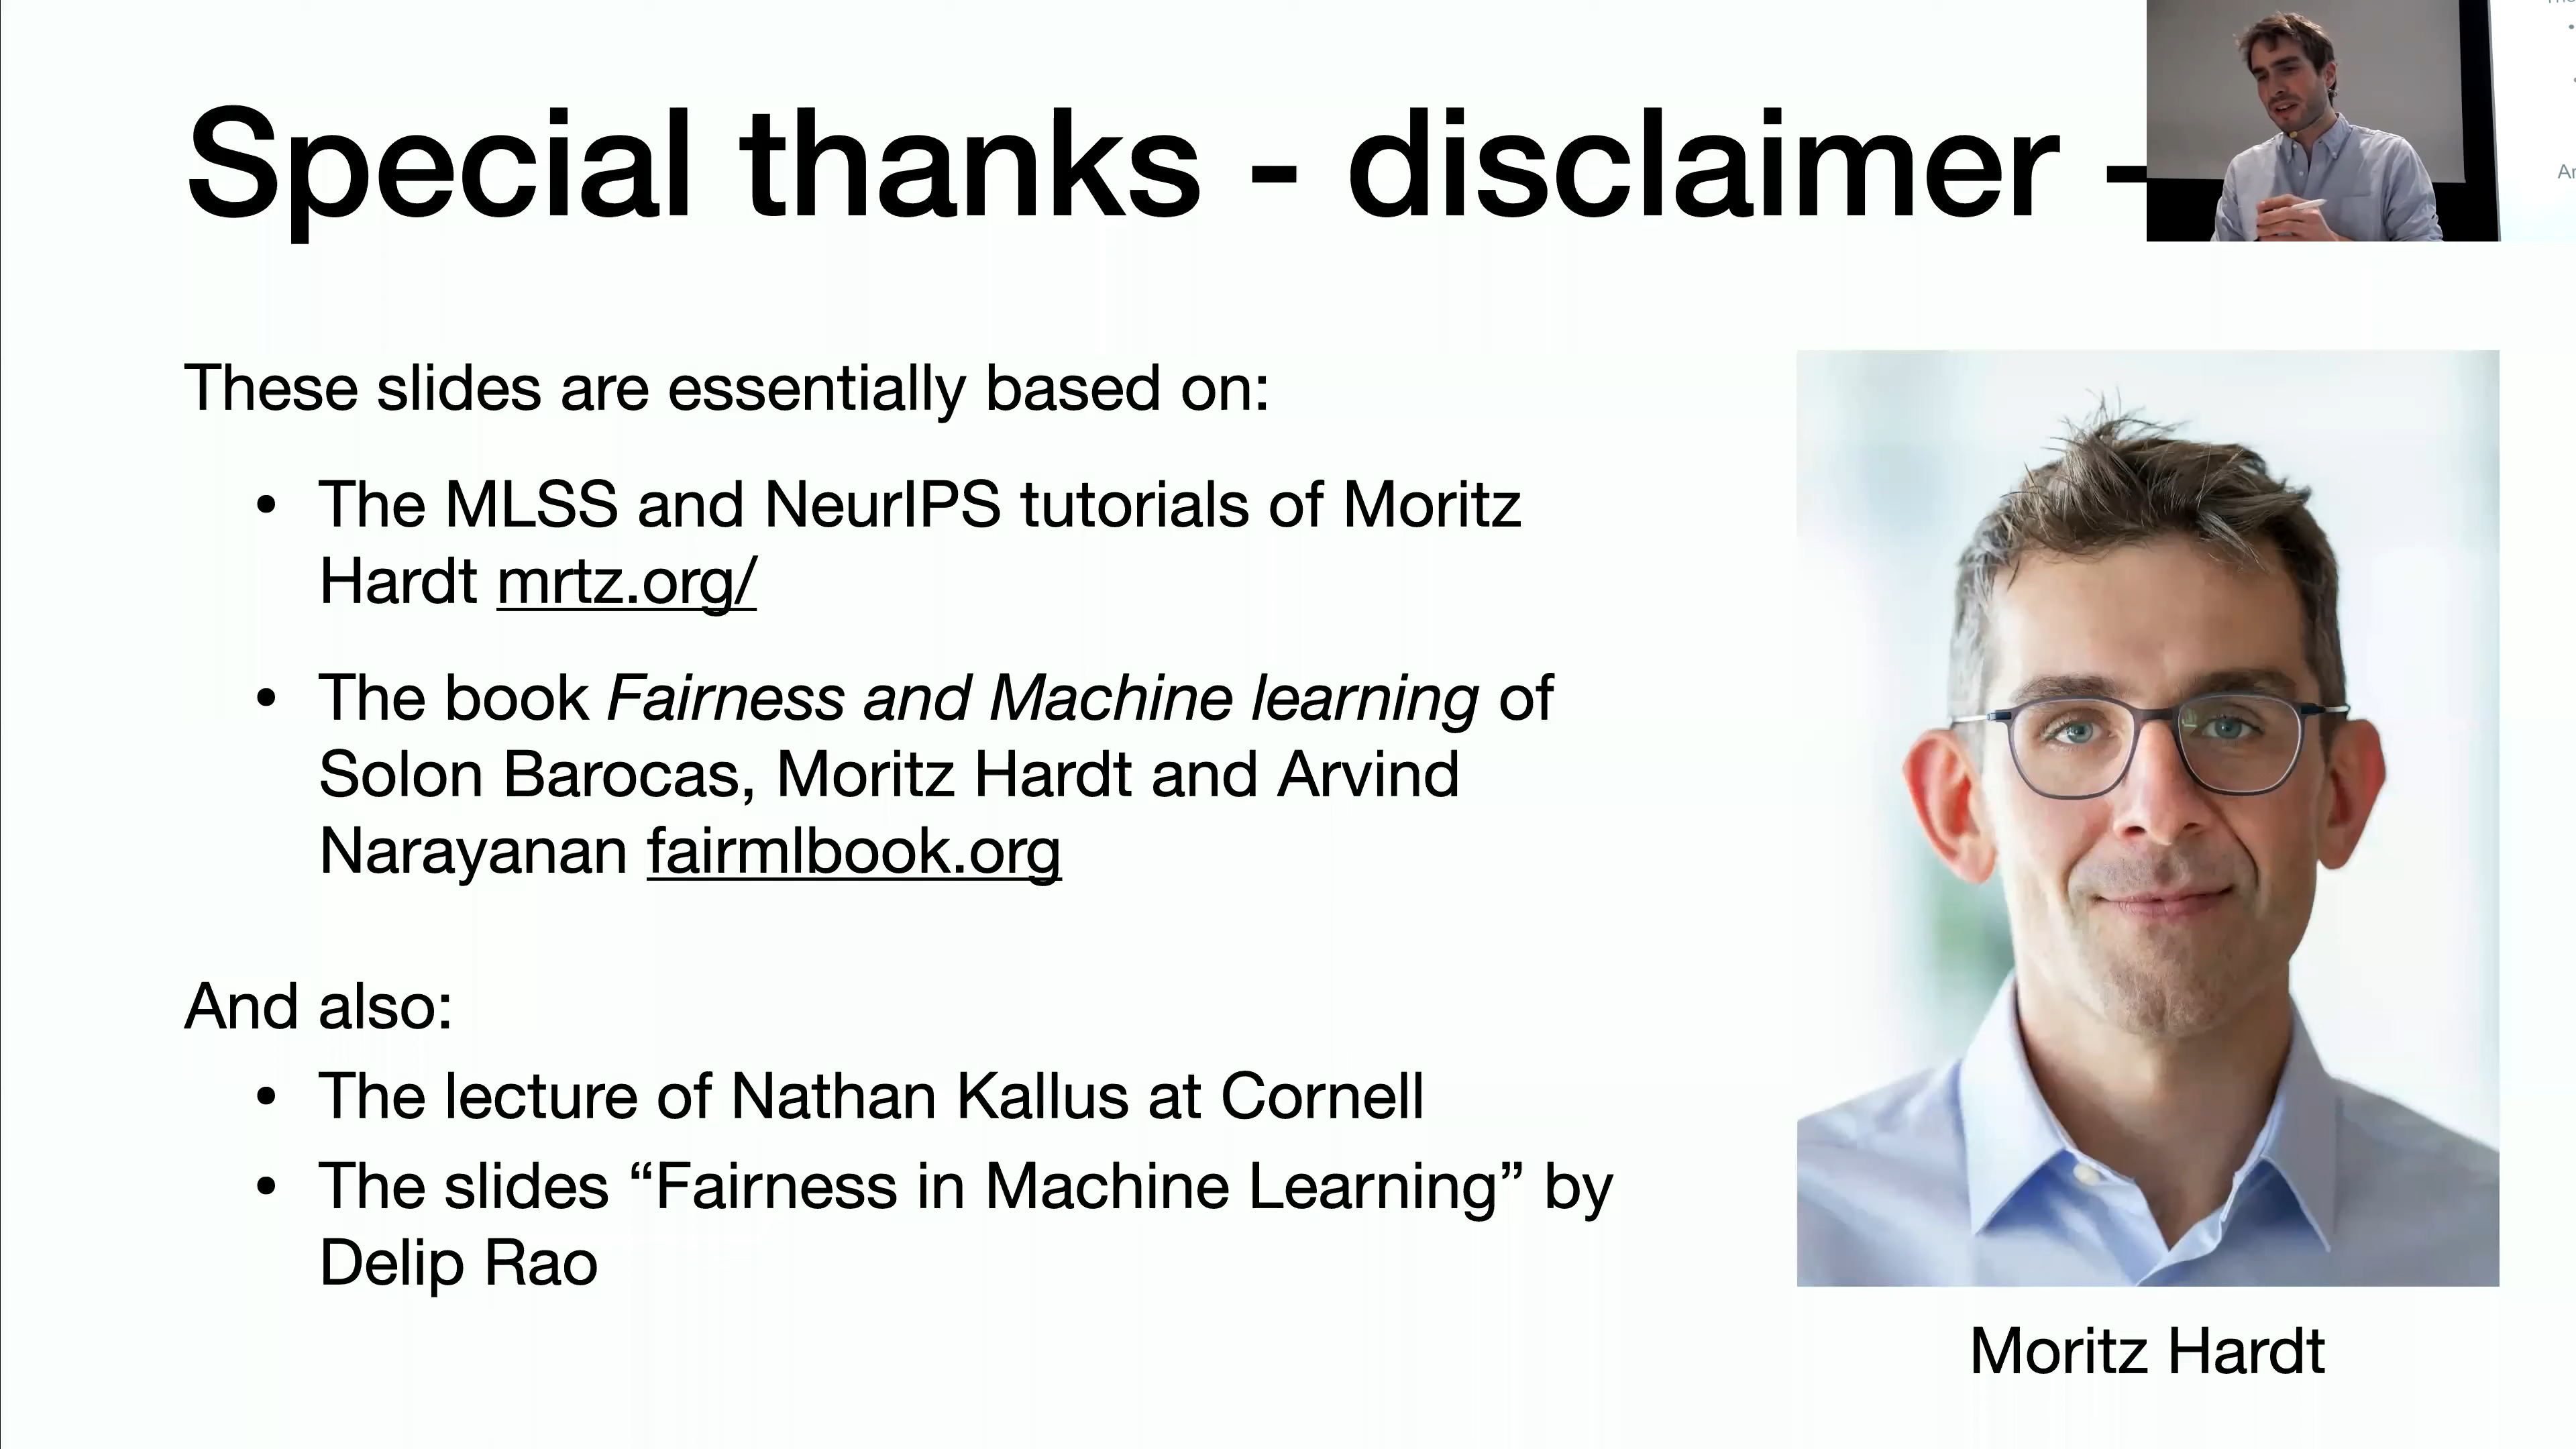 Special thanks - disclaimer -
These slides are essentially based on:
• The MLSS and NeurIPS tutorials of Moritz
Hardt mrtz.org/
• The book Fairness and Machine learning of
Solon Barocas, Moritz Hardt and Arvind
Narayanan fairmlbook.org
And also:
• The lecture of Nathan Kallus at Cornell
• The slides “Fairness in Machine Learning” by
Delip Rao
Moritz Hardt